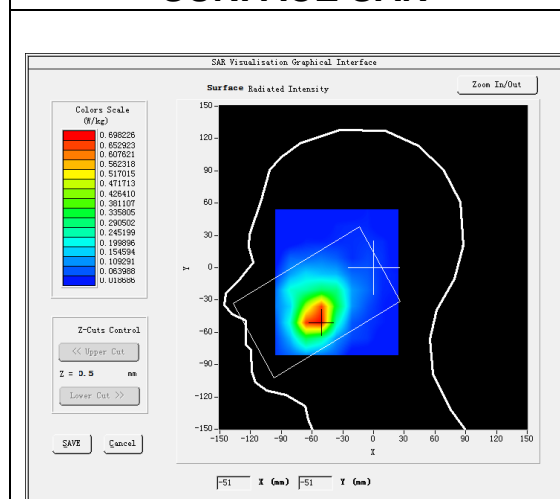 SURFACE SAR
SAR Visualisation Graphical Interface
Surface Radiated Intensity
Zoom In/Out
Colors Scale
(W/kg)
0.698226
0.652923
0.607621
0.562318
0.517015
0.471713
0.426410
0.381107
0.335805
0.290502
0.245199
0.199896
0.154594
0.109291
0.063988
0.018686
Z-Cuts Control
<< Upper Cut
Z = 0.5 mm
Lower Cut >>
SAVE Cancel
150
120
90
60
30
0
-30
-60
-90
-120
-150
Y
-150 -120 -90 -60 -30 0 30 60 90 120 150
X
-51 X (mm) -51 Y (mm)